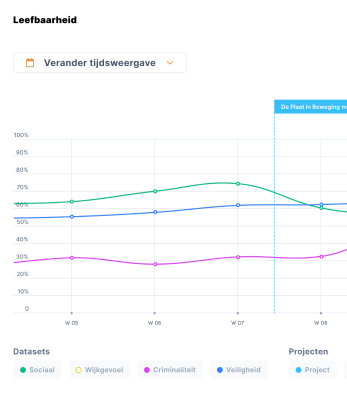 Leefbaarheid
Verander tijdsweergave
De Plaat in Beweging m
100%
90%
80%
70%
60%
50%
40%
30%
20%
10%
0
W 05
W 06
W 07
W 08
Datasets
Projecten
Sociaal
Wijkgevoel
Criminaliteit
Veiligheid
Project